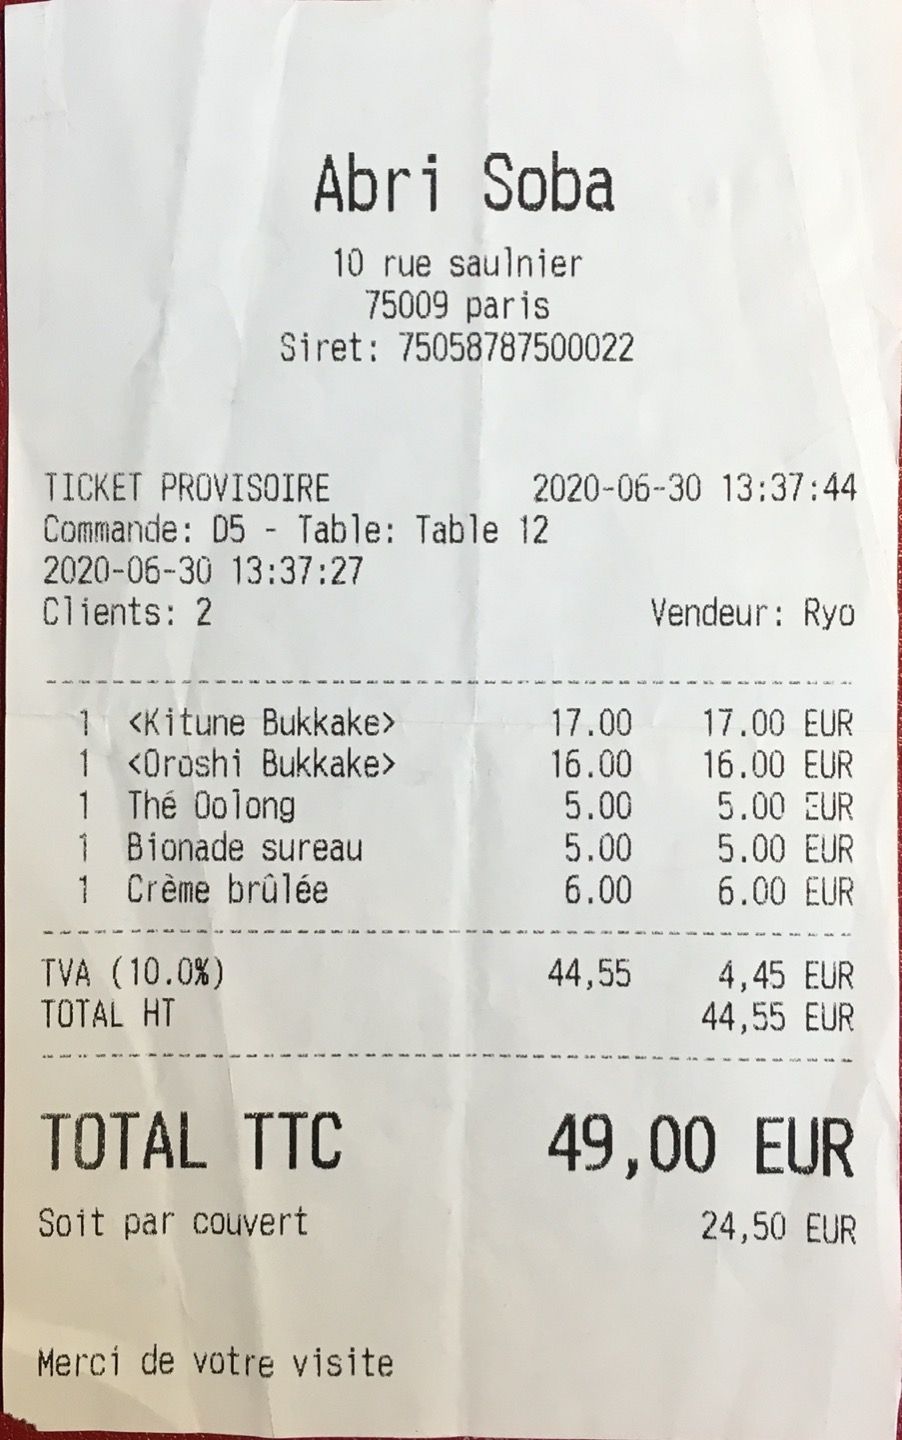 Abri Soba
10 rue saulnier
75009 paris
Siret: 75058787500022
TICKET PROVISOIRE 2020-06-30 13:37:44
Commande: D5 - Table: Table 12
2020-06-30 13:37:27
Clients: 2 Vendeur: Ryo
1 <Kitune Bukkake> 17.00 17.00 EUR
1 <Oroshi Bukkake> 16.00 16.00 EUR
1 Thé Oolong 5.00 5.00 EUR
1 Bionade sureau 5.00 5.00 EUR
1 Crème brûlée 6.00 6.00 EUR
TVA (10.0%) 44,55 4,45 EUR
TOTAL HT 44,55 EUR
TOTAL TTC 49,00 EUR
Soit par couvert 24,50 EUR
Merci de votre visite